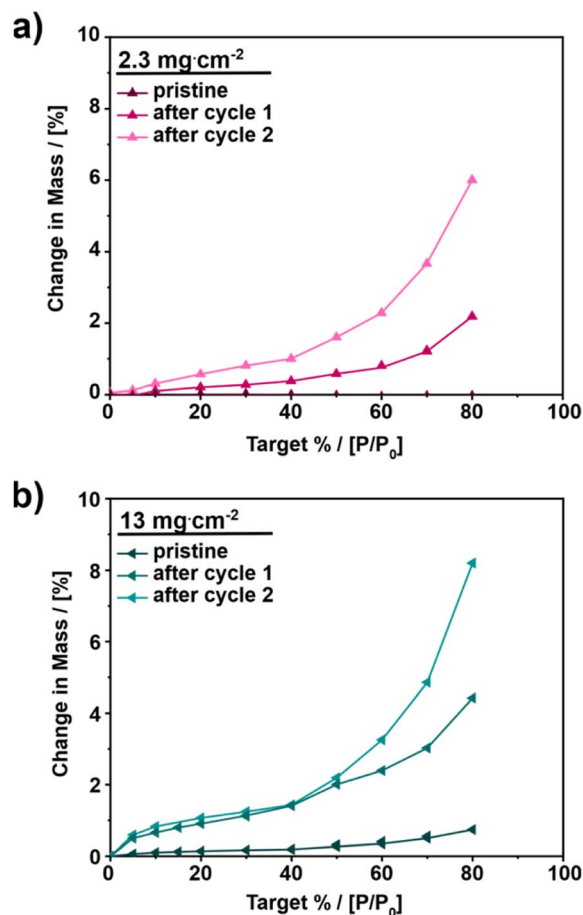 a)
10
8
6
4
2
0
Change in Mass / [%]
2.3 mg·cm⁻²
pristine
after cycle 1
after cycle 2
0 20 40 60 80 100
Target % / [P/P₀]
b)
10
8
6
4
2
0
Change in Mass / [%]
13 mg·cm⁻²
pristine
after cycle 1
after cycle 2
0 20 40 60 80 100
Target % / [P/P₀]